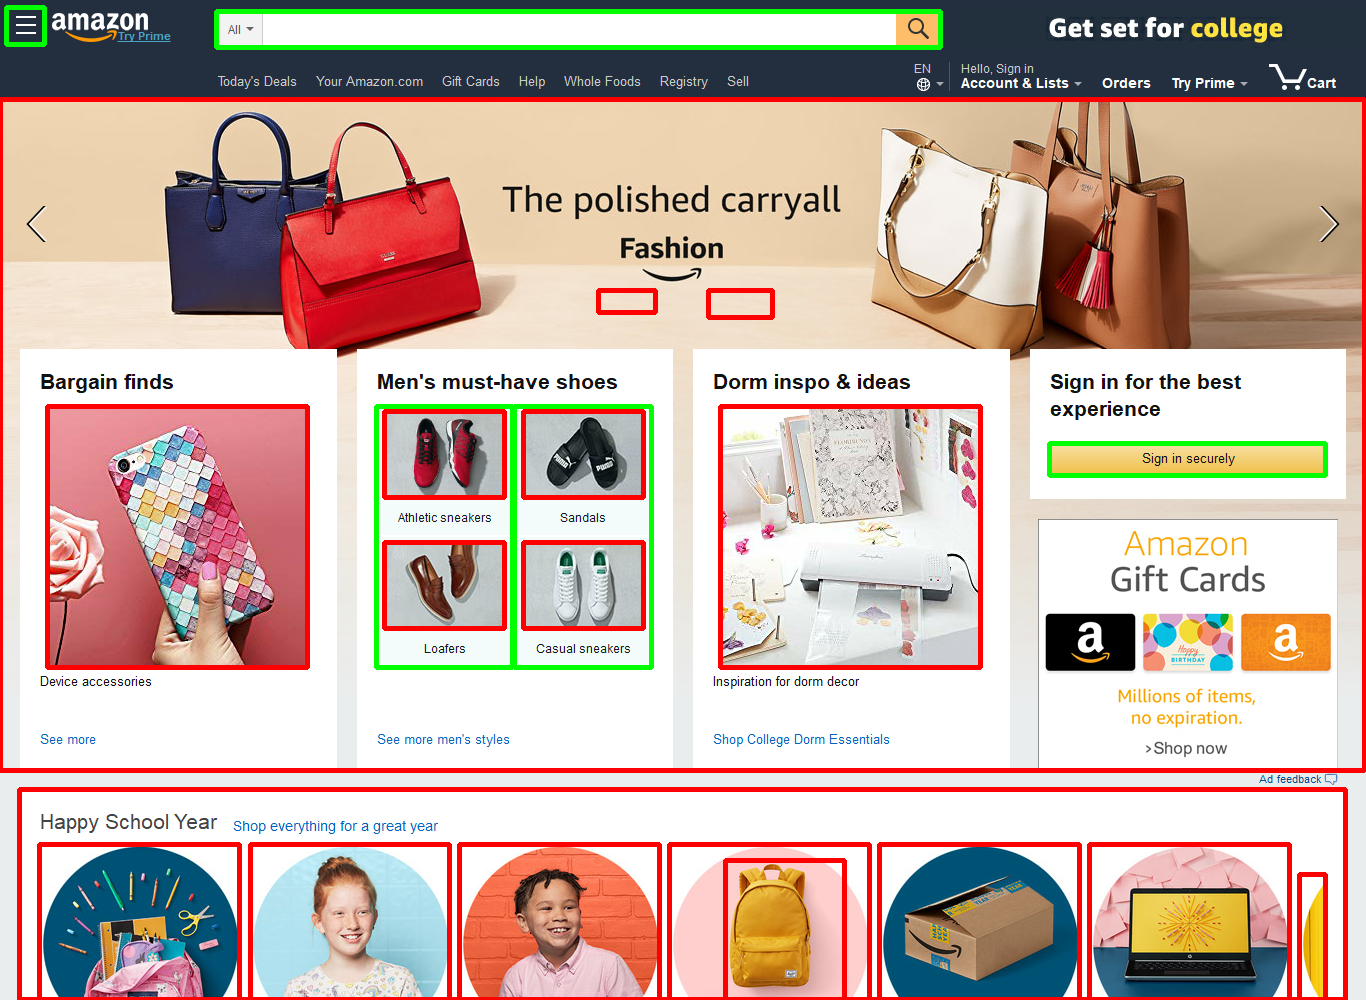 amazon
Try Prime
All
Get set for college
Today's Deals
Your Amazon.com
Gift Cards
Help
Whole Foods
Registry
Sell
EN
Hello, Sign in
Account & Lists
Orders
Try Prime
Cart
The polished carryall
Fashion
Bargain finds
Device accessories
See more
Men's must-have shoes
Athletic sneakers
Sandals
Loafers
Casual sneakers
See more men's styles
Dorm inspo & ideas
Inspiration for dorm decor
Shop College Dorm Essentials
Sign in for the best
experience
Sign in securely
Amazon
Gift Cards
a
Happy
BIRTHDAY
a
Millions of items,
no expiration.
›Shop now
Ad feedback
Happy School Year
Shop everything for a great year